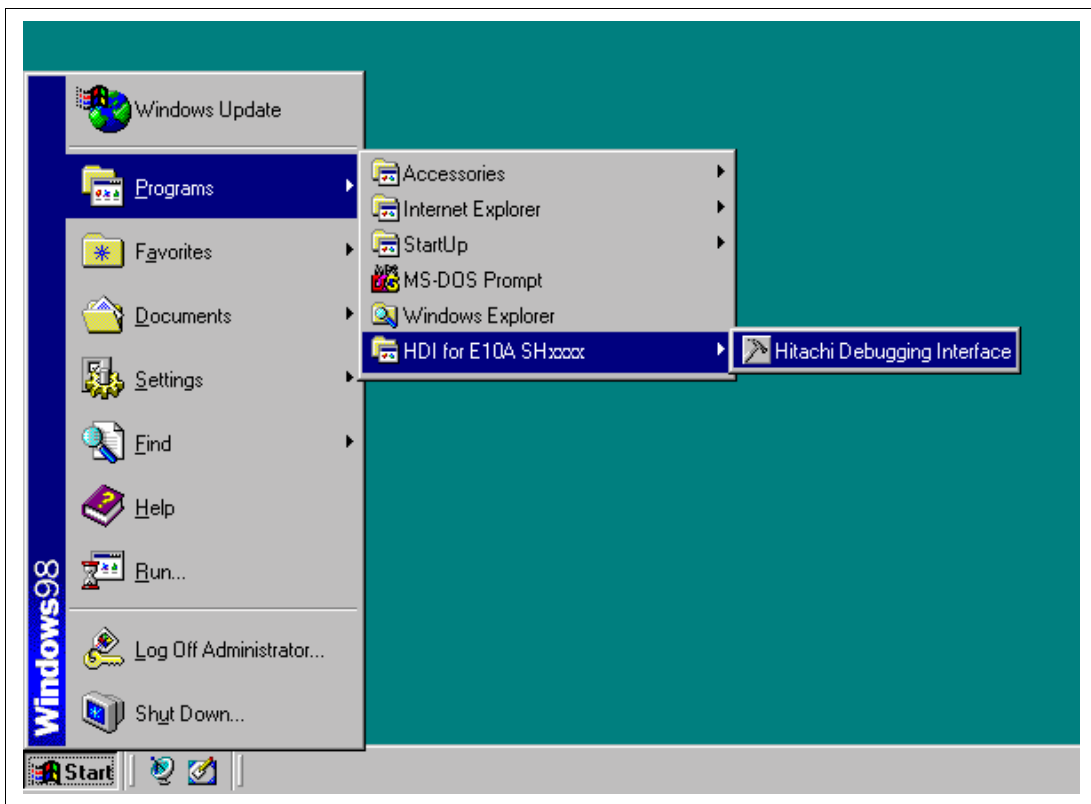 Windows Update
Programs
Favorites
Documents
Settings
Find
Help
Run...
Log Off Administrator...
Shut Down...
Windows98
Start
Accessories
Internet Explorer
StartUp
MS-DOS Prompt
Windows Explorer
HDI for E10A SHxxxx
Hitachi Debugging Interface